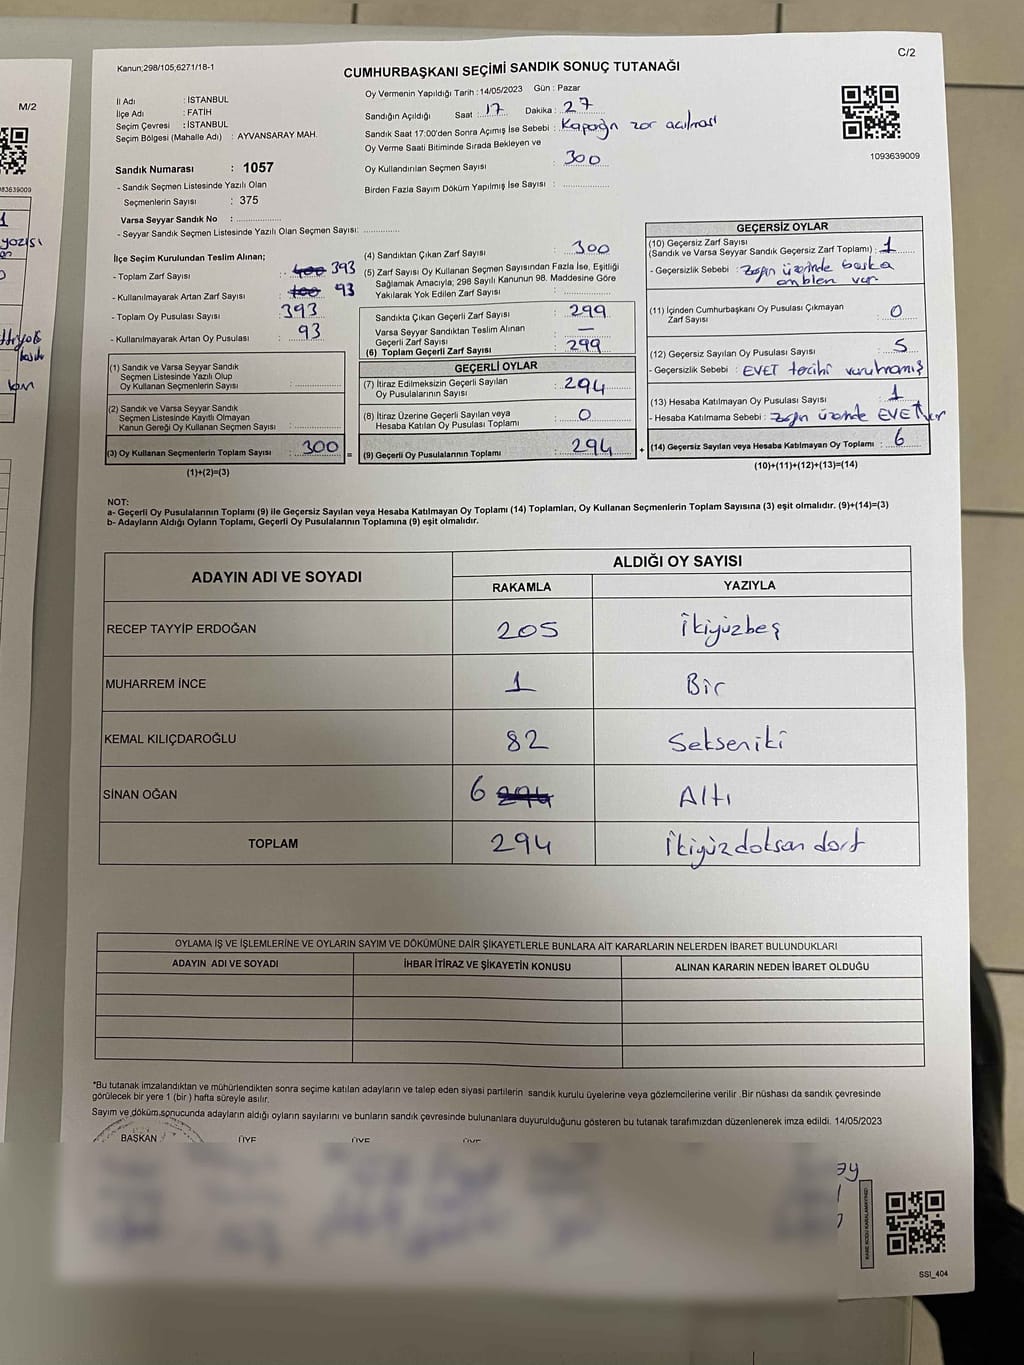 C/2
Kanun;298/105,6271/18-1
CUMHURBAŞKANI SEÇİMİ SANDIK SONUÇ TUTANAĞI
M/2
İl Adı : İSTANBUL
İlçe Adı : FATİH
Seçim Çevresi : İSTANBUL
Seçim Bölgesi (Mahalle Adı) : AYVANSARAY MAH.
Oy Vermenin Yapıldığı Tarih :14/05/2023 Gün : Pazar
Sandığın Açıldığı Saat :17 Dakika : 27
Sandık Saat 17:00'den Sonra Açımış İse Sebebi : Kapağın zor açılması
Oy Verme Saati Bitiminde Sırada Bekleyen ve
Oy Kullandırılan Seçmen Sayısı : 300
Birden Fazla Sayım Döküm Yapılmış İse Sayısı :
1093639009
Sandık Numarası : 1057
- Sandık Seçmen Listesinde Yazılı Olan
Seçmenlerin Sayısı : 375
Varsa Seyyar Sandık No :
- Seyyar Sandık Seçmen Listesinde Yazılı Olan Seçmen Sayısı:
İlçe Seçim Kurulundan Teslim Alınan;
- Toplam Zarf Sayısı : 400 393
- Kullanılmayarak Artan Zarf Sayısı : 100 93
- Toplam Oy Pusulası Sayısı : 393
- Kullanılmayarak Artan Oy Pusulası : 93
(1) Sandık ve Varsa Seyyar Sandık
Seçmen Listesinde Yazılı Olup
Oy Kullanan Seçmenlerin Sayısı :
(2) Sandık ve Varsa Seyyar Sandık
Seçmen Listesinde Kayıtlı Olmayan
Kanun Gereği Oy Kullanan Seçmen Sayısı :
(3) Oy Kullanan Seçmenlerin Toplam Sayısı : 300 =
(1)+(2)=(3)
(4) Sandıktan Çıkan Zarf Sayısı : 300
(5) Zarf Sayısı Oy Kullanan Seçmen Sayısından Fazla İse, Eşitliği
Sağlamak Amacıyla; 298 Sayılı Kanunun 98. Maddesine Göre
Yakılarak Yok Edilen Zarf Sayısı :
Sandıkta Çıkan Geçerli Zarf Sayısı : 299
Varsa Seyyar Sandıktan Teslim Alınan
Geçerli Zarf Sayısı : —
(6) Toplam Geçerli Zarf Sayısı : 299
GEÇERLİ OYLAR
(7) İtiraz Edilmeksizin Geçerli Sayılan
Oy Pusulalarının Sayısı : 294
(8) İtiraz Üzerine Geçerli Sayılan veya
Hesaba Katılan Oy Pusulası Toplamı : 0
(9) Geçerli Oy Pusulalarının Toplamı : 294 +
GEÇERSİZ OYLAR
(10) Geçersiz Zarf Sayısı
(Sandık ve Varsa Seyyar Sandık Geçersiz Zarf Toplamı) : 1
- Geçersizlik Sebebi : Zarfın üzerinde başka
amblem var
(11) İçinden Cumhurbaşkanı Oy Pusulası Çıkmayan
Zarf Sayısı : 0
(12) Geçersiz Sayılan Oy Pusulası Sayısı : 5
- Geçersizlik Sebebi : EVET tercihi vurulmamış
(13) Hesaba Katılmayan Oy Pusulası Sayısı : 1
- Hesaba Katılmama Sebebi : Zarfın üzerinde EVET var
(14) Geçersiz Sayılan veya Hesaba Katılmayan Oy Toplamı : 6
(10)+(11)+(12)+(13)=(14)
NOT:
a- Geçerli Oy Pusulalarının Toplamı (9) ile Geçersiz Sayılan veya Hesaba Katılmayan Oy Toplamı (14) Toplamları, Oy Kullanan Seçmenlerin Toplam Sayısına (3) eşit olmalıdır. (9)+(14)=(3)
b- Adayların Aldığı Oyların Toplamı, Geçerli Oy Pusulalarının Toplamına (9) eşit olmalıdır.
ADAYIN ADI VE SOYADI ALDIĞI OY SAYISI
RAKAMLA YAZIYLA
RECEP TAYYİP ERDOĞAN 205 İkiyüzbeş
MUHARREM İNCE 1 Bir
KEMAL KILIÇDAROĞLU 82 Sekseniki
SİNAN OĞAN 6 294 Altı
TOPLAM 294 İkiyüzdoksan dört
OYLAMA İŞ VE İŞLEMLERİNE VE OYLARIN SAYIM VE DÖKÜMÜNE DAİR ŞİKAYETLERLE BUNLARA AİT KARARLARIN NELERDEN İBARET BULUNDUKLARI
ADAYIN ADI VE SOYADI İHBAR İTİRAZ VE ŞİKAYETİN KONUSU ALINAN KARARIN NEDEN İBARET OLDUĞU
*Bu tutanak imzalandıktan ve mühürlendikten sonra seçime katılan adayların ve talep eden siyasi partilerin sandık kurulu üyelerine veya gözlemcilerine verilir .Bir nüshası da sandık çevresinde
görülecek bir yere 1 (bir ) hafta süreyle asılır.
Sayım ve döküm sonucunda adayların aldığı oyların sayılarını ve bunların sandık çevresinde bulunanlara duyurulduğunu gösteren bu tutanak tarafımızdan düzenlenerek imza edildi. 14/05/2023
BAŞKAN ÜYE ÜYE ÜYE
SSI_404